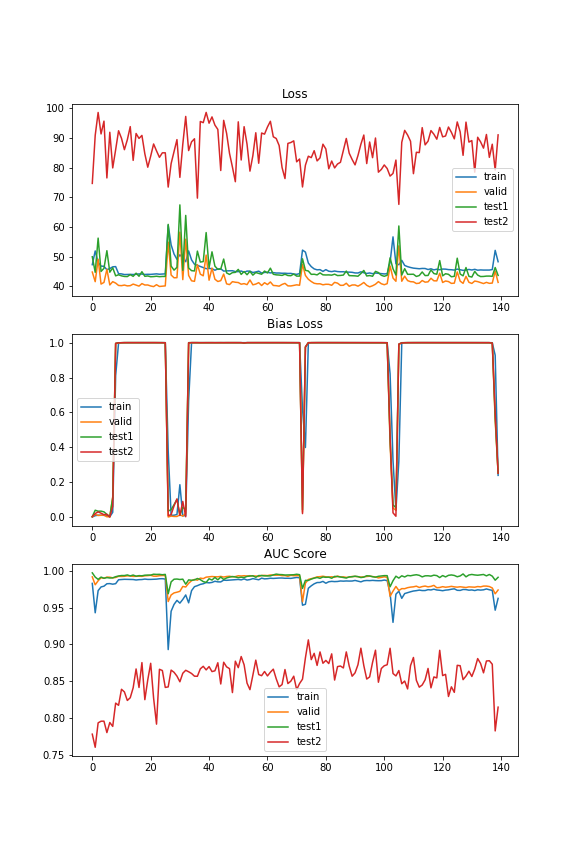 Loss
100
90
80
70
60
50
40
train
valid
test1
test2
0 20 40 60 80 100 120 140
Bias Loss
1.0
0.8
0.6
0.4
0.2
0.0
train
valid
test1
test2
0 20 40 60 80 100 120 140
AUC Score
1.00
0.95
0.90
0.85
0.80
0.75
train
valid
test1
test2
0 20 40 60 80 100 120 140